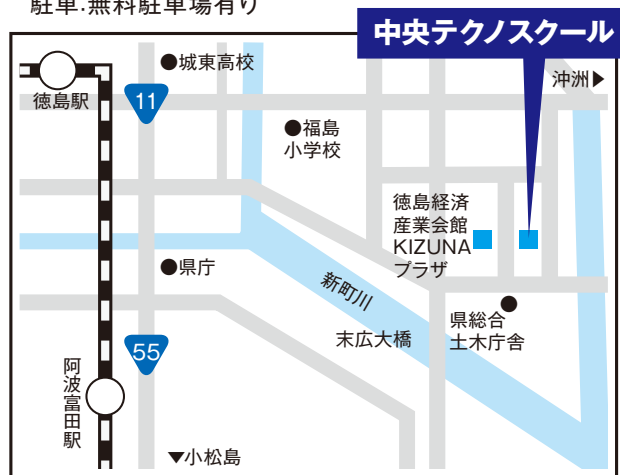 駐車:無料駐車場有り
中央テクノスクール
●城東高校
沖洲▶
徳島駅
11
●福島
小学校
徳島経済
産業会館
KIZUNA
プラザ
●県庁
新町川
県総合
土木庁舎
末広大橋
55
阿波富田駅
▼小松島